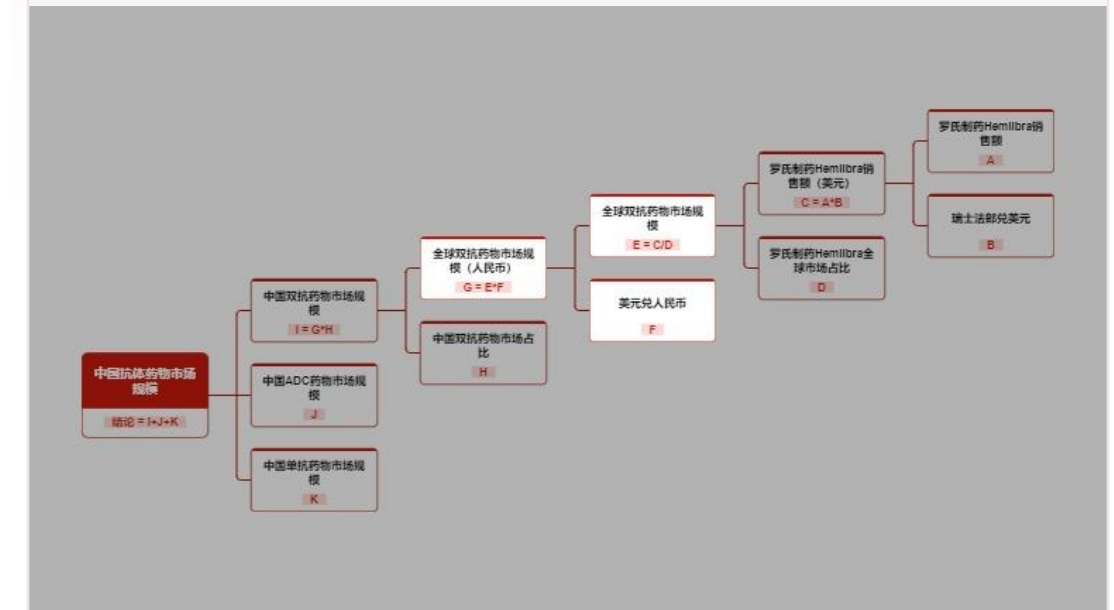 罗氏制药Hemlibra销
售额
A
罗氏制药Hemlibra销
售额（美元）
C = A*B
全球双抗药物市场规
模
E = C/D
瑞士法郎兑美元
B
全球双抗药物市场规
模（人民币）
G = E*F
罗氏制药Hemlibra全
球市场占比
D
中国双抗药物市场规
模
I = G*H
美元兑人民币
F
中国双抗药物市场占
比
H
中国抗体药物市场
规模
结论 = I+J+K
中国ADC药物市场规
模
J
中国单抗药物市场规
模
K